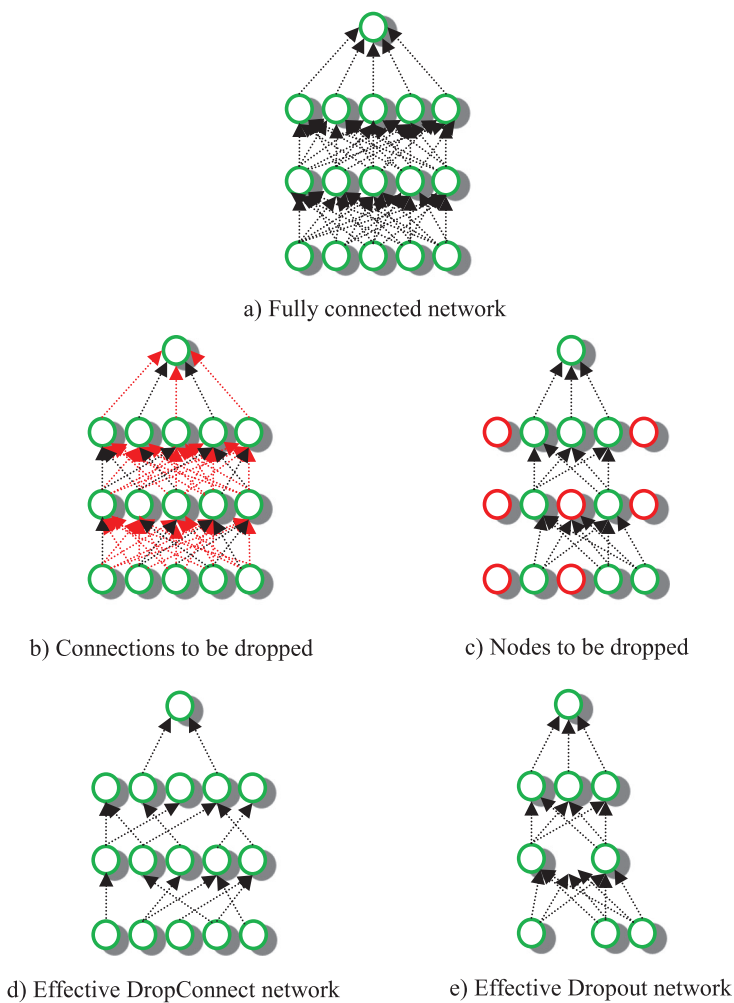 a) Fully connected network
b) Connections to be dropped
c) Nodes to be dropped
d) Effective DropConnect network
e) Effective Dropout network